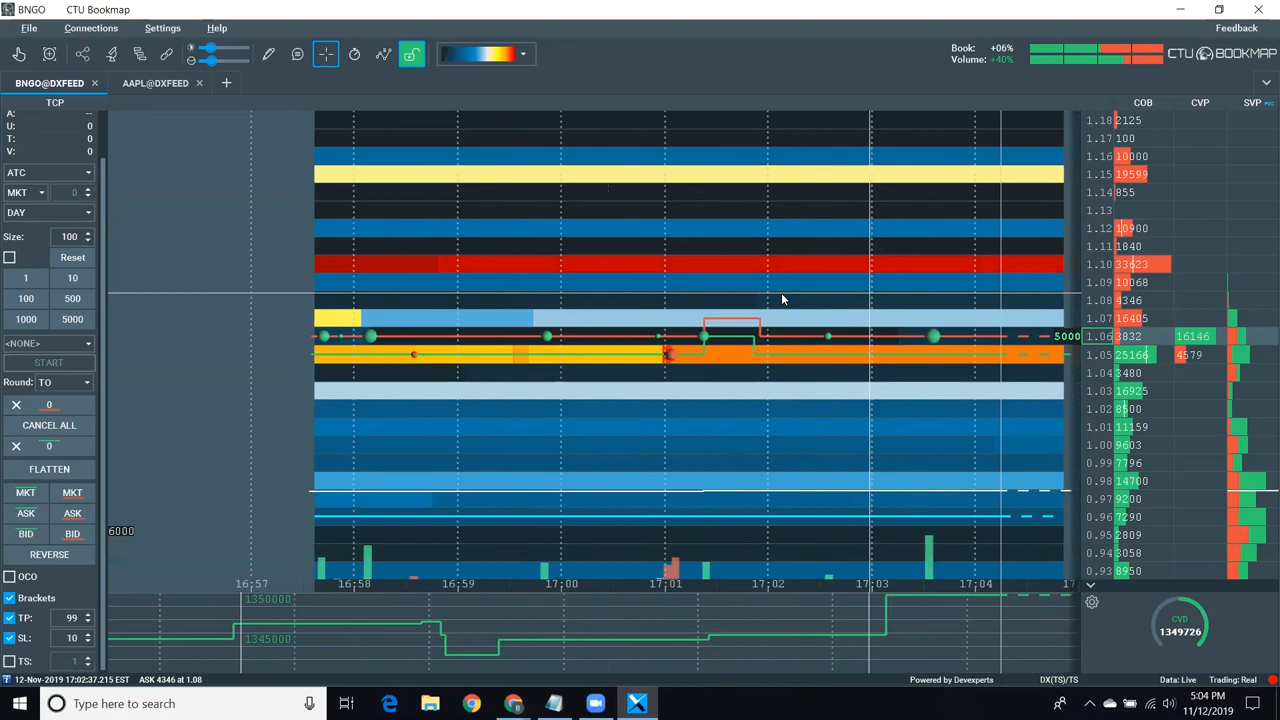 BNGO CTU Bookmap
File Connections Settings Help Feedback
Book: +06%
Volume: +40%
CTU BOOKMAP
BNGO@DXFEED AAPL@DXFEED
TCP COB CVP SVP
A: --
U: 0
T: 0
V: 0
ATC
MKT 0
DAY
Size: 100
Reset
1 10
100 500
1000 5000
<NONE>
START
Round: TO
0
CANCEL ALL
0
FLATTEN
MKT MKT
ASK ASK
BID BID
REVERSE
OCO
Brackets
TP: 99
SL: 10
TS: 1
6000
16:57 16:58 16:59 17:00 17:01 17:02 17:03 17:04
1350000
1345000
1.18 2125
1.17 100
1.16 10000
1.15 19599
1.14 855
1.13
1.12 10900
1.11 1840
1.10 33623
1.09 10068
1.08 4346
1.07 16405
5000 1.06 3832 16146
1.05 25166 4579
1.04 3480
1.03 16925
1.02 8500
1.01 11159
1.00 9603
0.99 7796
0.98 14700
0.97 9200
0.96 7290
0.95 2809
0.94 3058
0.93 8950
CVD
1349726
12-Nov-2019 17:02:37.215 EST ASK 4346 at 1.08 Powered by Devexperts DX(TS)/TS Data: Live Trading: Real
Type here to search
5:04 PM
11/12/2019